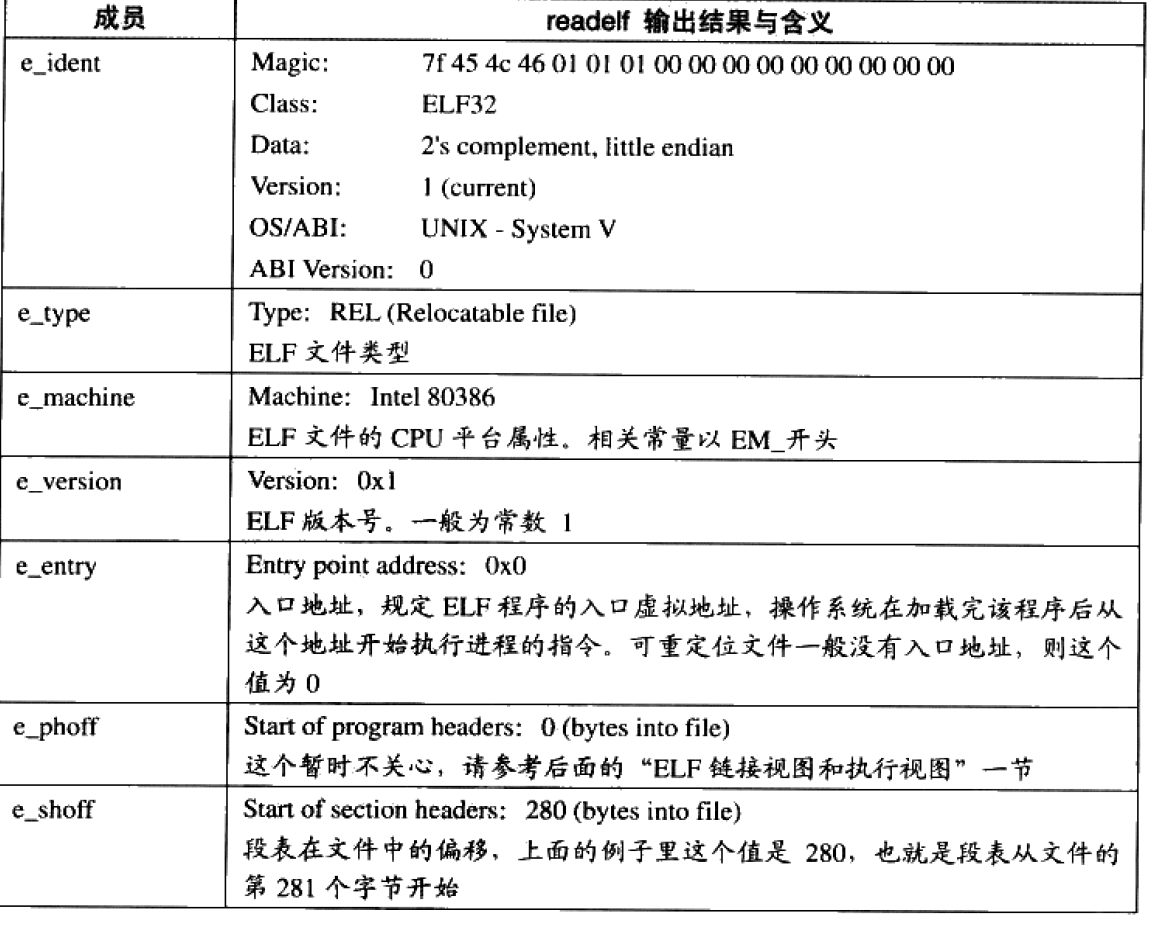 成员 readelf 输出结果与含义
e_ident Magic: 7f 45 4c 46 01 01 01 00 00 00 00 00 00 00 00 00
Class: ELF32
Data: 2's complement, little endian
Version: 1 (current)
OS/ABI: UNIX - System V
ABI Version: 0
e_type Type: REL (Relocatable file)
ELF 文件类型
e_machine Machine: Intel 80386
ELF 文件的 CPU 平台属性。相关常量以 EM_开头
e_version Version: 0x1
ELF 版本号。一般为常数 1
e_entry Entry point address: 0x0
入口地址，规定 ELF 程序的入口虚拟地址，操作系统在加载完该程序后从
这个地址开始执行进程的指令。可重定位文件一般没有入口地址，则这个
值为 0
e_phoff Start of program headers: 0 (bytes into file)
这个暂时不关心，请参考后面的“ELF 链接视图和执行视图”一节
e_shoff Start of section headers: 280 (bytes into file)
段表在文件中的偏移，上面的例子里这个值是 280，也就是段表从文件的
第 281 个字节开始